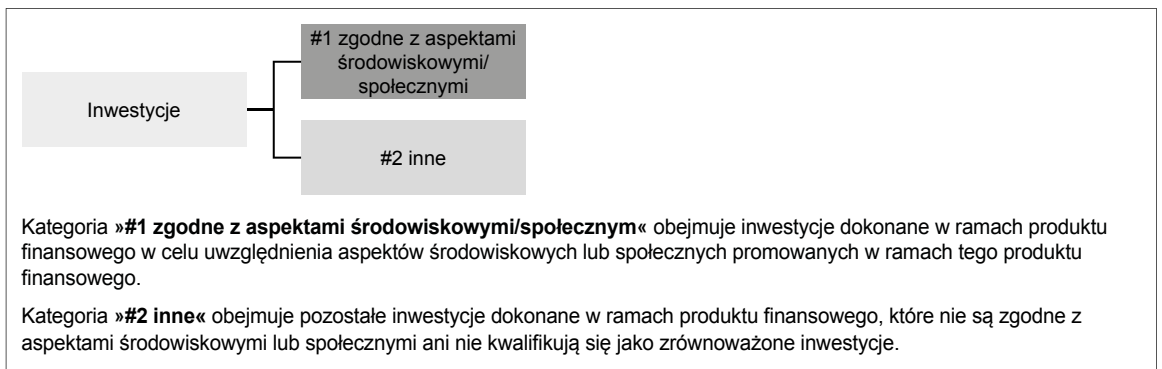 #1 zgodne z aspektami
środowiskowymi/
społecznymi
Inwestycje
#2 inne
Kategoria »#1 zgodne z aspektami środowiskowymi/społecznym« obejmuje inwestycje dokonane w ramach produktu
finansowego w celu uwzględnienia aspektów środowiskowych lub społecznych promowanych w ramach tego produktu
finansowego.
Kategoria »#2 inne« obejmuje pozostałe inwestycje dokonane w ramach produktu finansowego, które nie są zgodne z
aspektami środowiskowymi lub społecznymi ani nie kwalifikują się jako zrównoważone inwestycje.